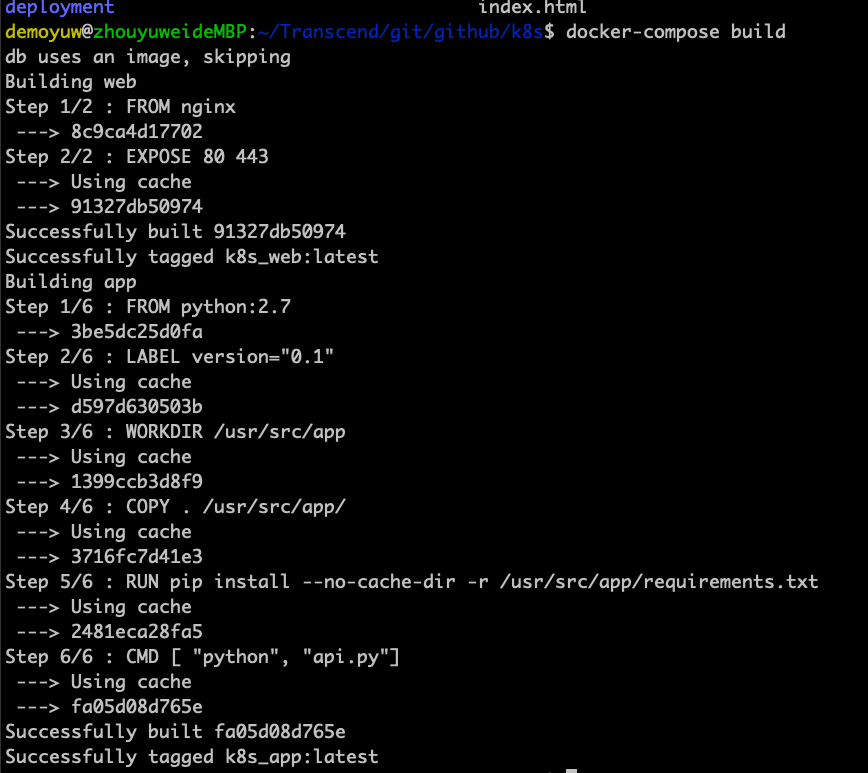 deployment index.html
demoyuw@zhouyuweideMBP:~/Transcend/git/github/k8s$ docker-compose build
db uses an image, skipping
Building web
Step 1/2 : FROM nginx
 ---> 8c9ca4d17702
Step 2/2 : EXPOSE 80 443
 ---> Using cache
 ---> 91327db50974
Successfully built 91327db50974
Successfully tagged k8s_web:latest
Building app
Step 1/6 : FROM python:2.7
 ---> 3be5dc25d0fa
Step 2/6 : LABEL version="0.1"
 ---> Using cache
 ---> d597d630503b
Step 3/6 : WORKDIR /usr/src/app
 ---> Using cache
 ---> 1399ccb3d8f9
Step 4/6 : COPY . /usr/src/app/
 ---> Using cache
 ---> 3716fc7d41e3
Step 5/6 : RUN pip install --no-cache-dir -r /usr/src/app/requirements.txt
 ---> Using cache
 ---> 2481eca28fa5
Step 6/6 : CMD [ "python", "api.py"]
 ---> Using cache
 ---> fa05d08d765e
Successfully built fa05d08d765e
Successfully tagged k8s_app:latest